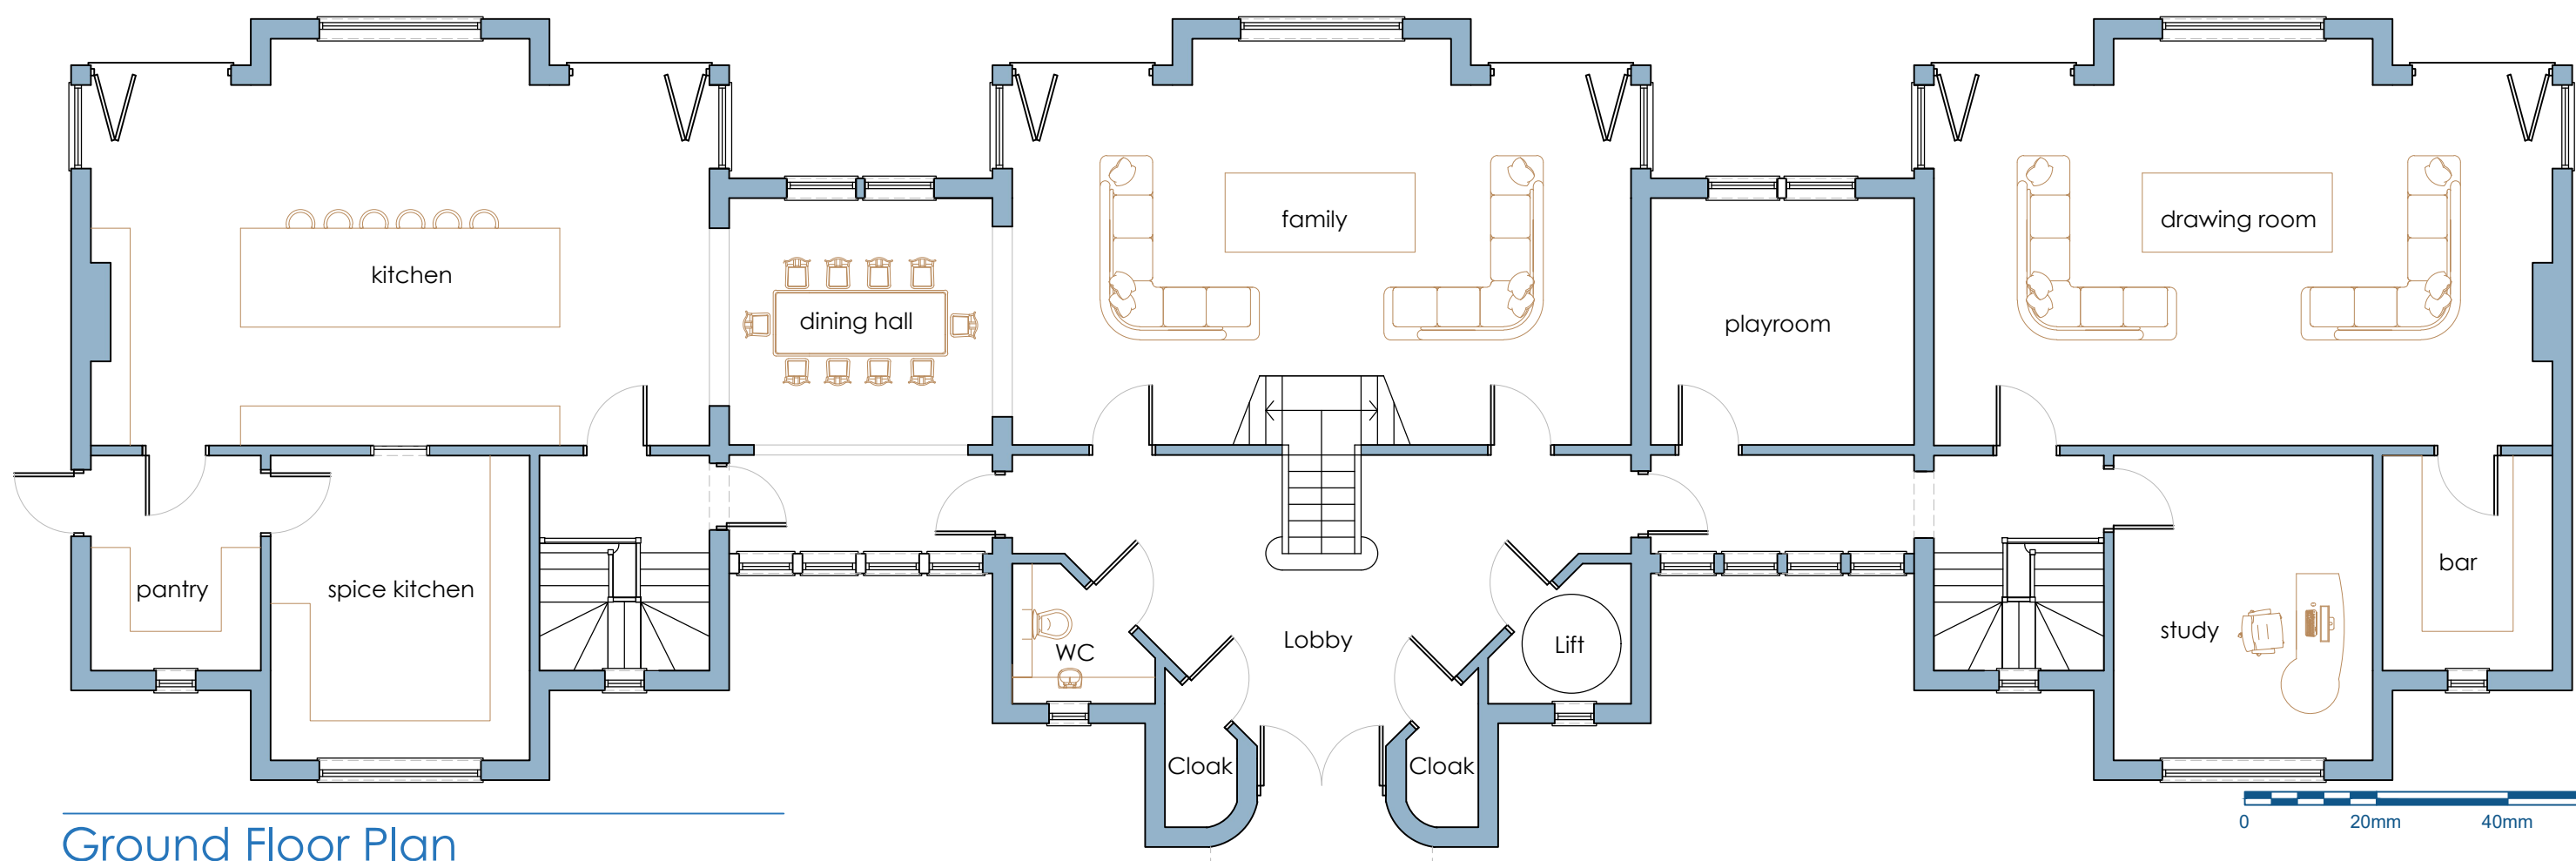 family
drawing room
kitchen
dining hall
playroom
pantry
spice kitchen
WC
Lobby
Lift
study
bar
Cloak
Cloak
0
20mm
40mm
Ground Floor Plan